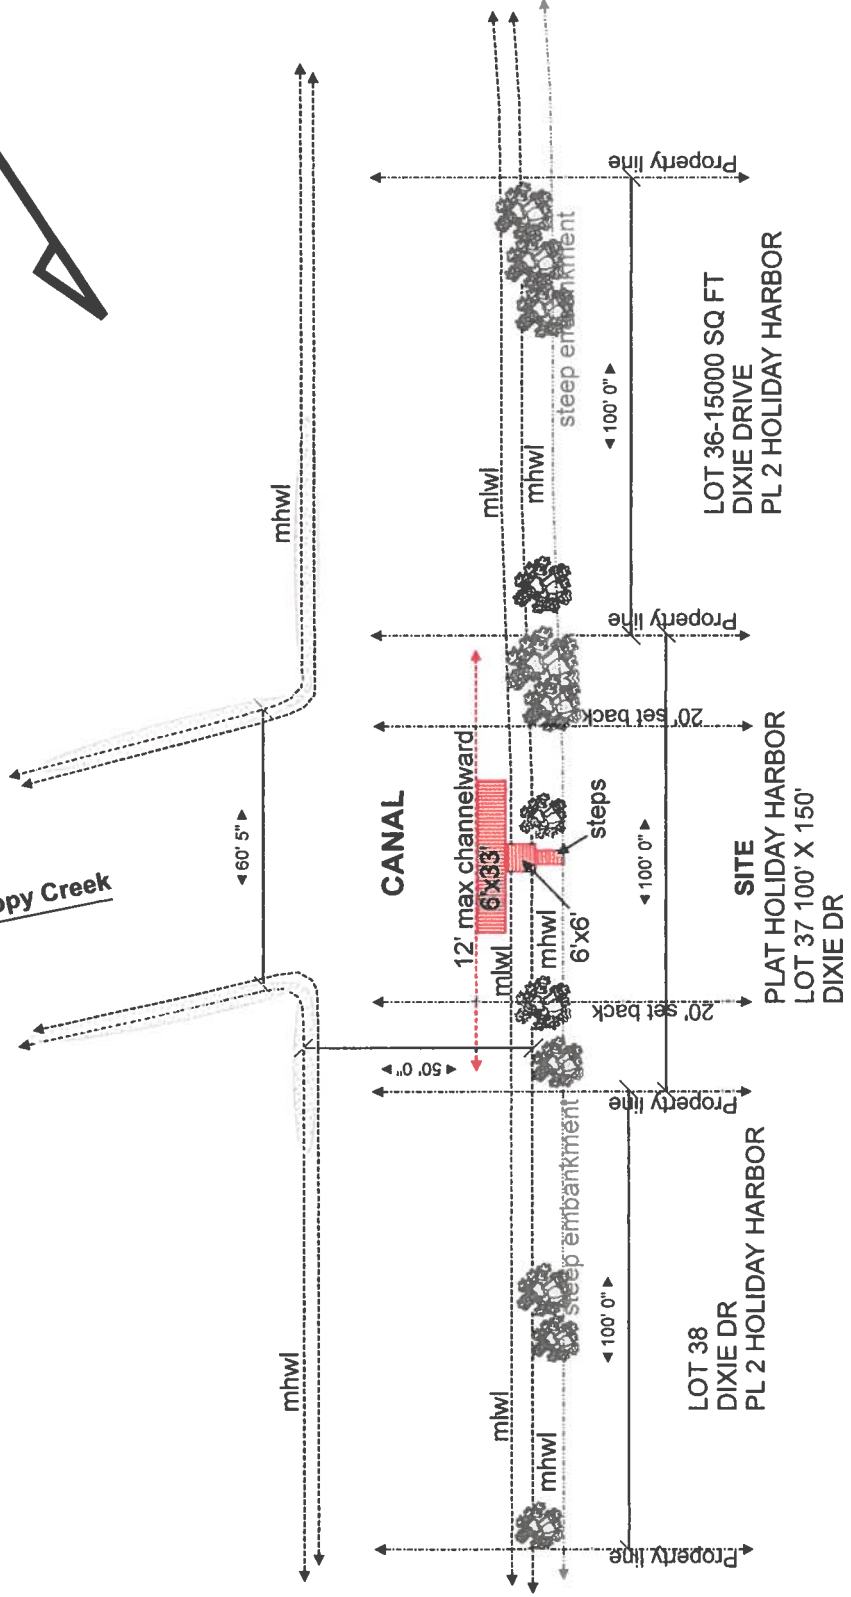 Creek
mhwl
mhwl
◄ 60' 5" ►
CANAL
◄ 50' 0" ►
12' max channelward
6'x33'
mlwl
mhwl
mlwl
mhwl
mlwl
mhwl
6'x6'
steps
steep embankment
steep embankment
20' set back
20' set back
Property line
Property line
Property line
Property line
◄ 100' 0" ►
◄ 100' 0" ►
◄ 100' 0" ►
LOT 38
DIXIE DR
PL 2 HOLIDAY HARBOR
SITE
PLAT HOLIDAY HARBOR
LOT 37 100' X 150'
DIXIE DR
LOT 36-15000 SQ FT
DIXIE DRIVE
PL 2 HOLIDAY HARBOR